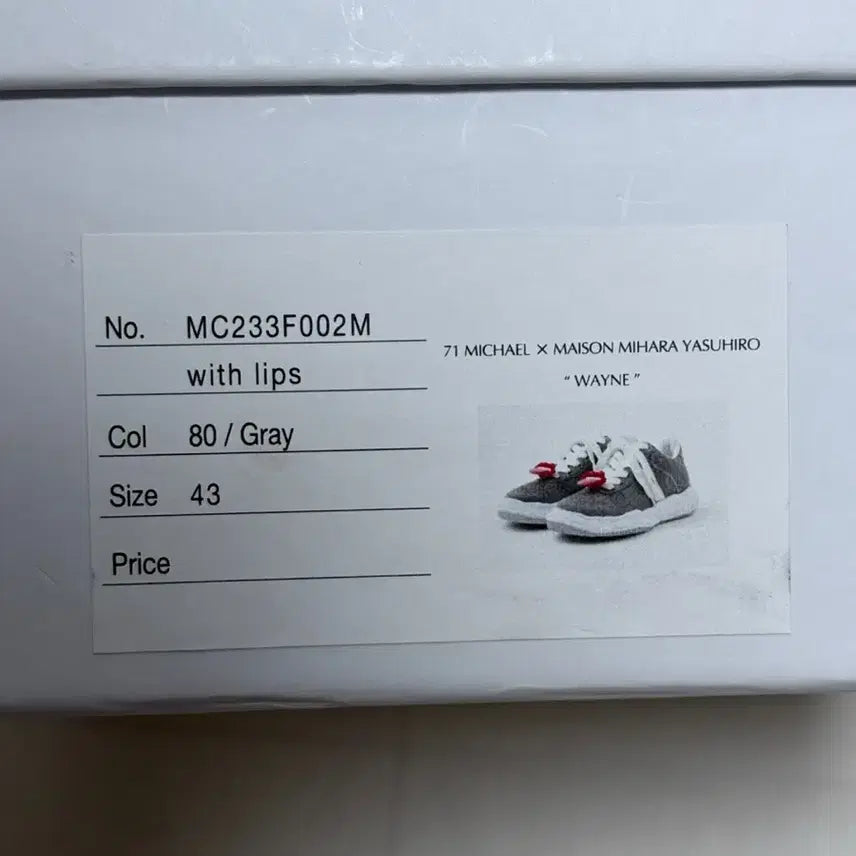 No. MC233F002M
with lips
Col 80 / Gray
Size 43
Price
71 MICHAEL × MAISON MIHARA YASUHIRO
“ WAYNE ”